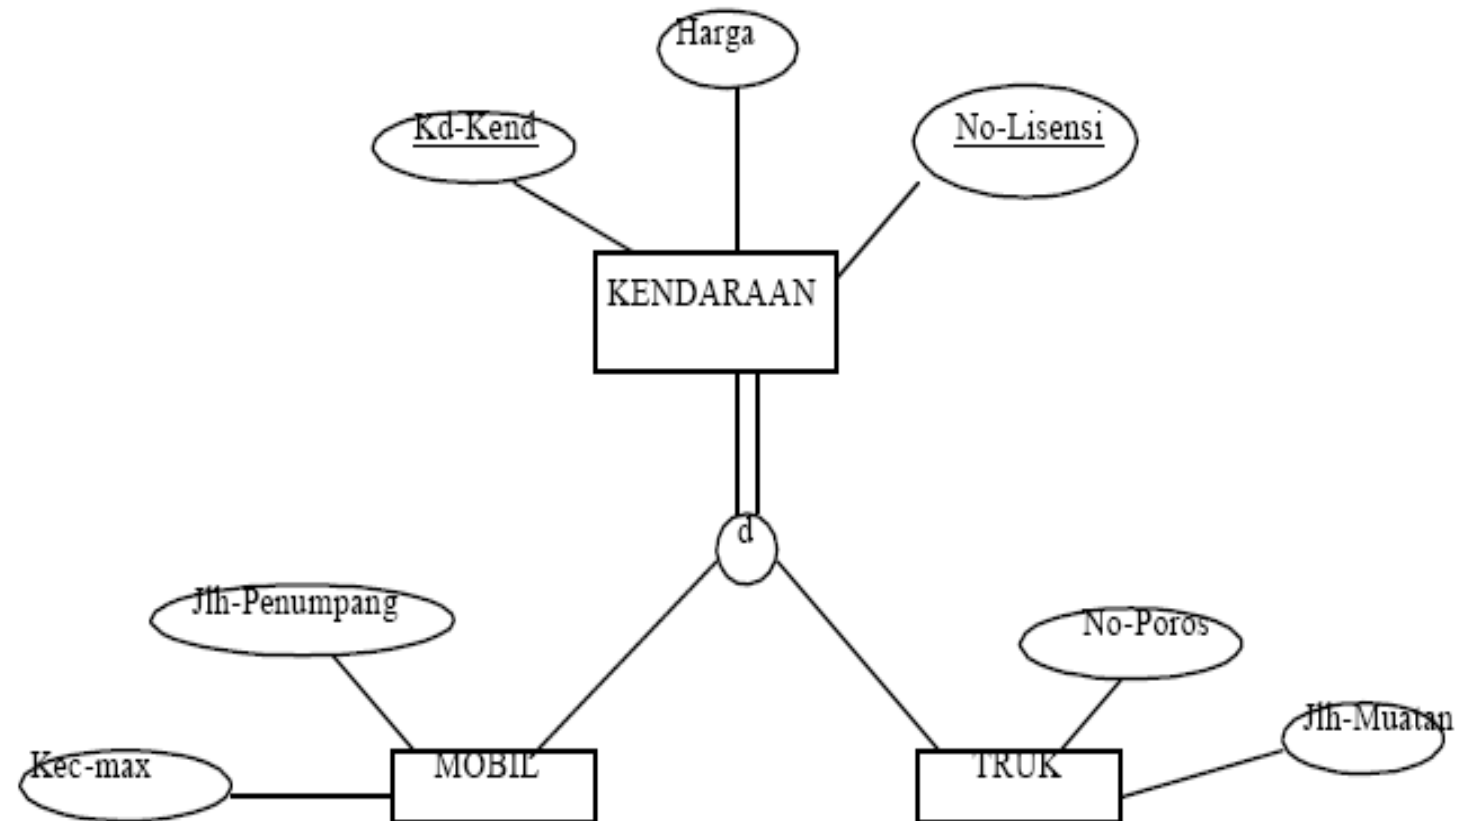 Harga
Kd-Kend
No-Lisensi
KENDARAAN
d
Jlh-Penumpang
No-Poros
Jlh-Muatan
Kec-max
MOBIL
TRUK